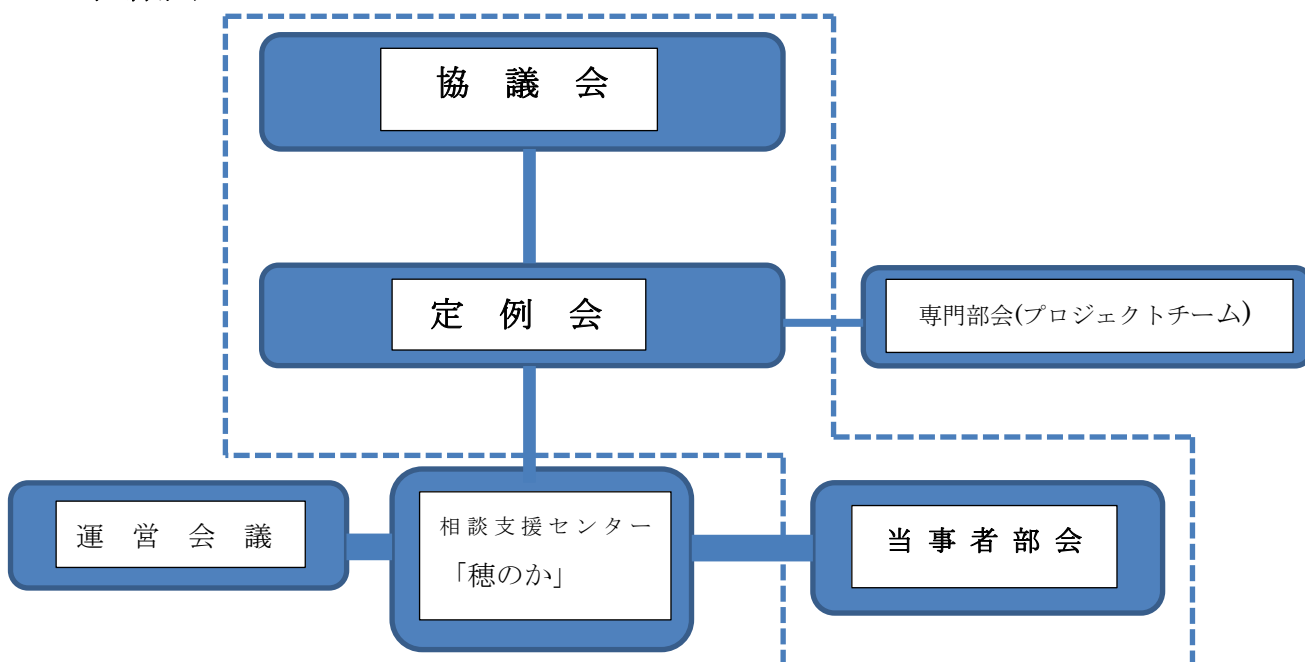 協 議 会
定 例 会
専門部会(プロジェクトチーム)
運 営 会 議
相談支援センター
「穂のか」
当 事 者 部 会